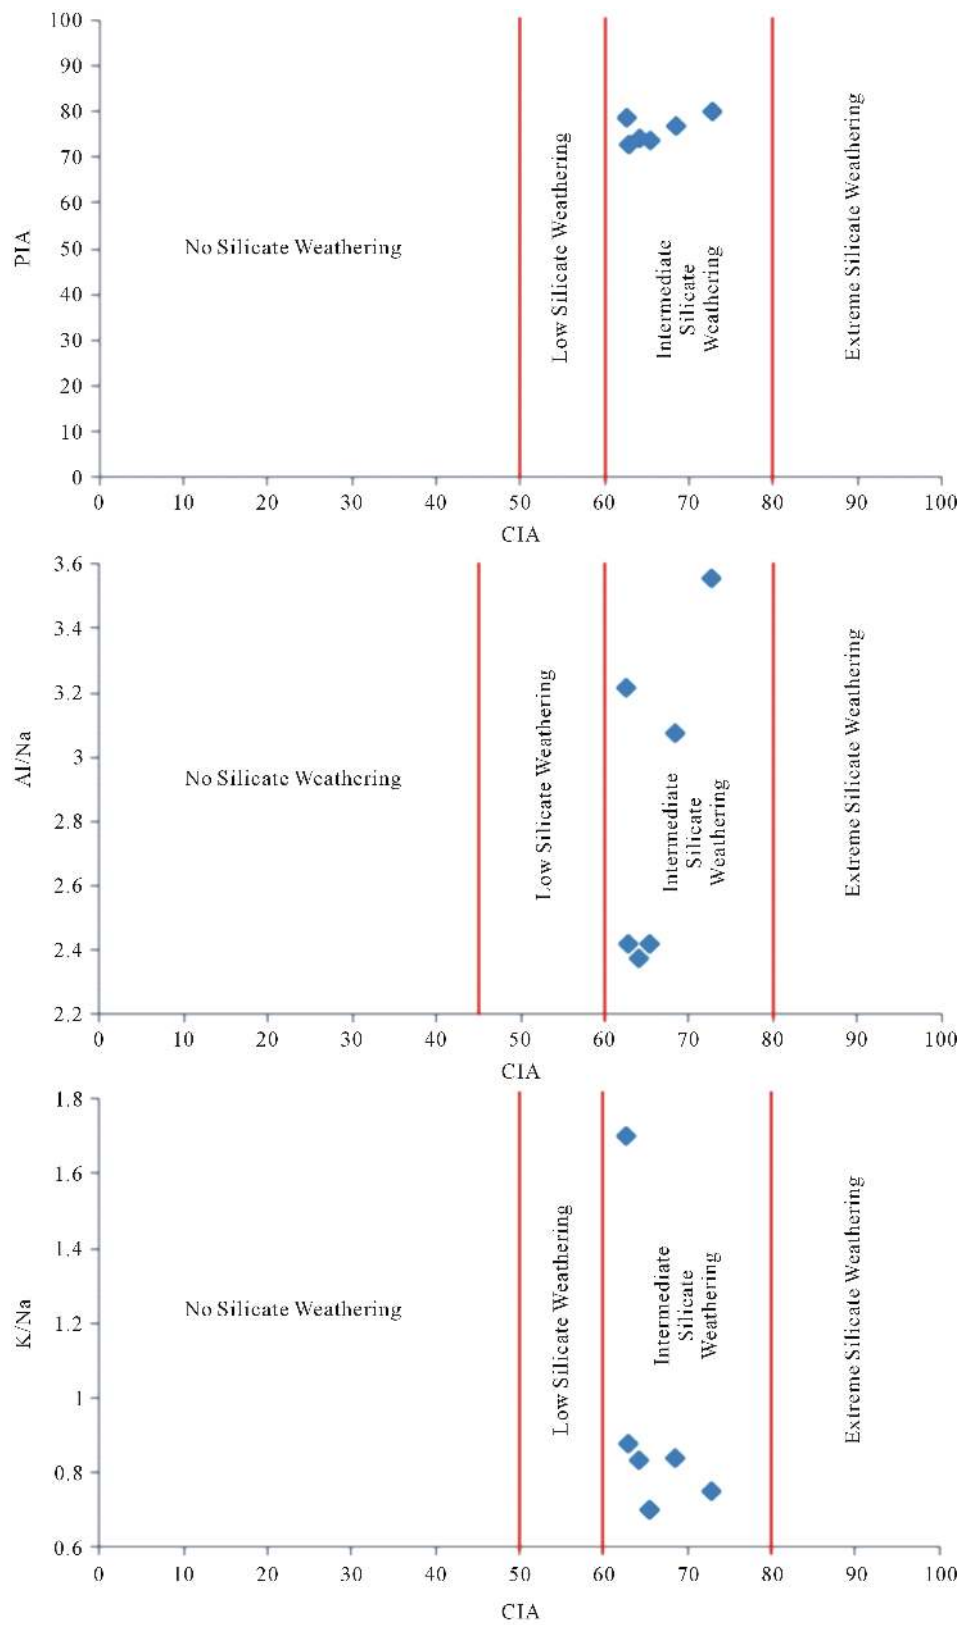 100
90
80
70
60
50
40
30
20
10
0
PIA
No Silicate Weathering
Low Silicate Weathering
Intermediate
Silicate
Weathering
Extreme Silicate Weathering
0 10 20 30 40 50 60 70 80 90 100
CIA
3.6
3.4
3.2
3
2.8
2.6
2.4
2.2
Al/Na
No Silicate Weathering
Low Silicate Weathering
Intermediate
Silicate
Weathering
Extreme Silicate Weathering
0 10 20 30 40 50 60 70 80 90 100
CIA
1.8
1.6
1.4
1.2
1
0.8
0.6
K/Na
No Silicate Weathering
Low Silicate Weathering
Intermediate
Silicate
Weathering
Extreme Silicate Weathering
0 10 20 30 40 50 60 70 80 90 100
CIA